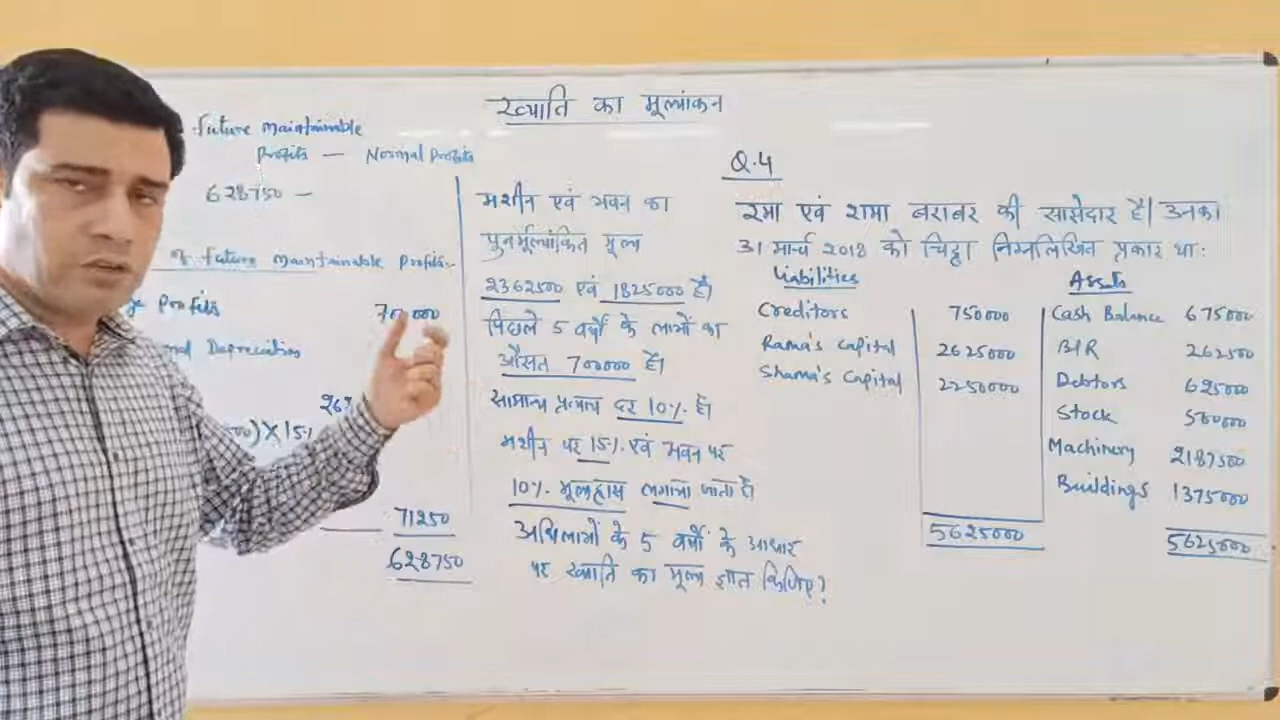 ख्याति का मूल्यांकन
Future Maintainable
Profits — Normal Profits
628750 —
of Future Maintainable Profits:-
Profits 700000
Depreciation
262
000) X 15%
71250
628750
मशीन एवं भवन का
पुनर्मूल्यांकित मूल्य
2362500 एवं 1825000 है।
पिछले 5 वर्षों के लाभों का
औसत 700000 है।
सामान्य प्रत्याय दर 10% है।
मशीन पर 15% एवं भवन पर
10% मूल्यह्रास लगाया जाता है।
अधिलाभों के 5 वर्षों के आधार
पर ख्याति का मूल्य ज्ञात कीजिए?
Q.4
रमा एवं शमा बराबर की साझेदार है। उनका
31 मार्च 2018 को चिट्ठा निम्नलिखित प्रकार था:
Liabilities Assets
Creditors 750000 Cash Balance 675000
Rama's Capital 2625000 B/R 262500
Shama's Capital 2250000 Debtors 625000
Stock 500000
Machinery 2187500
Buildings 1375000
5625000 5625000